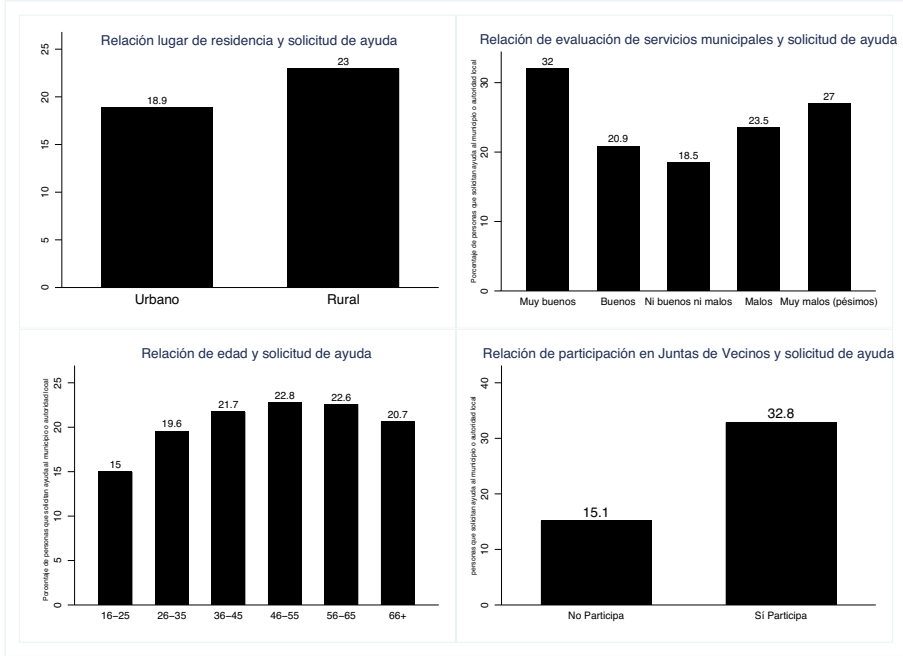 Relación lugar de residencia y solicitud de ayuda
25
20
15
10
5
0
18.9
23
Urbano
Rural
Relación de evaluación de servicios municipales y solicitud de ayuda
Porcentaje de personas que solicitan ayuda al municipio o autoridad local
30
20
10
0
32
20.9
18.5
23.5
27
Muy buenos
Buenos
Ni buenos ni malos
Malos
Muy malos (pésimos)
Relación de edad y solicitud de ayuda
Porcentaje de personas que solicitan ayuda al municipio o autoridad local
25
20
15
10
5
0
15
19.6
21.7
22.8
22.6
20.7
16–25
26–35
36–45
46–55
56–65
66+
Relación de participación en Juntas de Vecinos y solicitud de ayuda
personas que solicitan ayuda al municipio o autoridad local
40
30
20
10
0
15.1
32.8
No Participa
Sí Participa